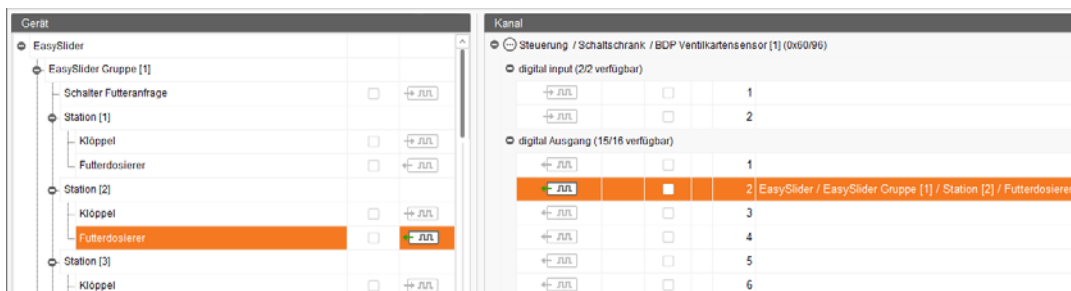 Gerät
EasySlider
EasySlider Gruppe [1]
Schalter Futteranfrage
Station [1]
Klöppel
Futterdosierer
Station [2]
Klöppel
Futterdosierer
Station [3]
Klöppel
Kanal
Steuerung / Schaltschrank / BDP Ventilkartensensor [1] (0x60/96)
digital input (2/2 verfügbar)
1
2
digital Ausgang (15/16 verfügbar)
1
2 EasySlider / EasySlider Gruppe [1] / Station [2] / Futterdosierer
3
4
5
6